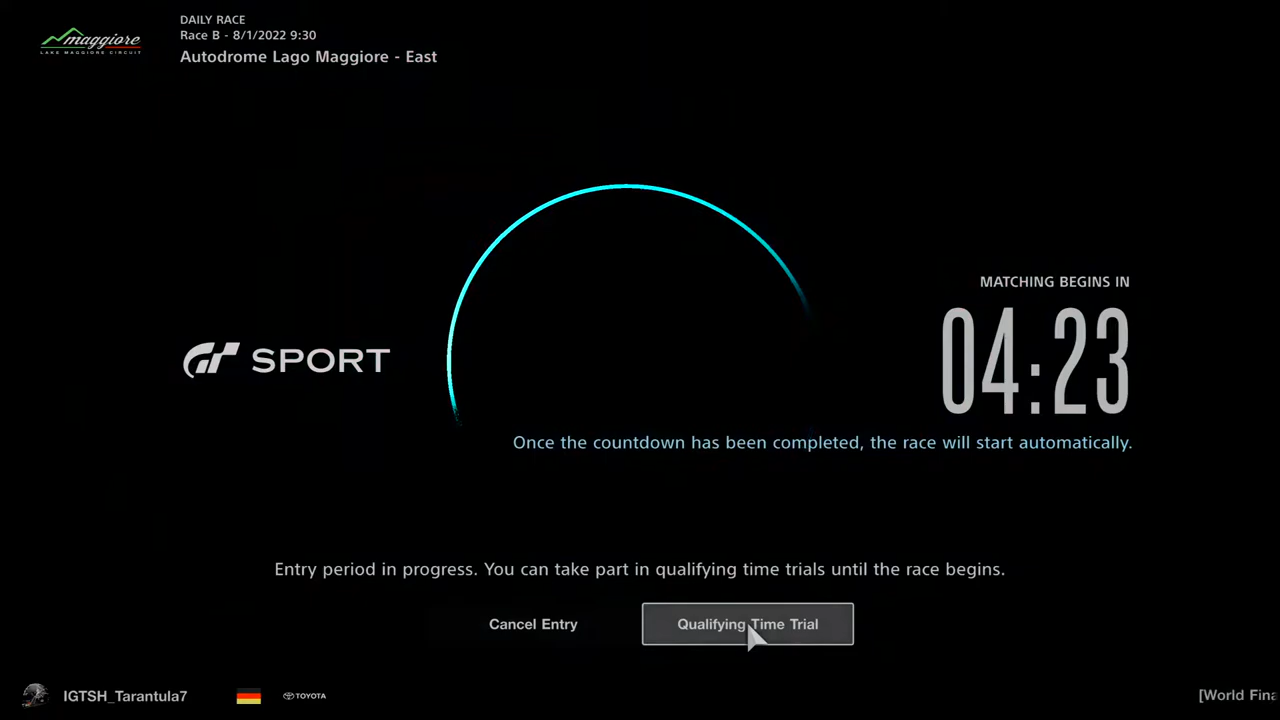 maggiore
LAKE MAGGIORE CIRCUIT
DAILY RACE
Race B - 8/1/2022 9:30
Autodrome Lago Maggiore - East
GT SPORT
MATCHING BEGINS IN
04:23
Once the countdown has been completed, the race will start automatically.
Entry period in progress. You can take part in qualifying time trials until the race begins.
Cancel Entry
Qualifying Time Trial
IGTSH_Tarantula7
TOYOTA
[World Fina